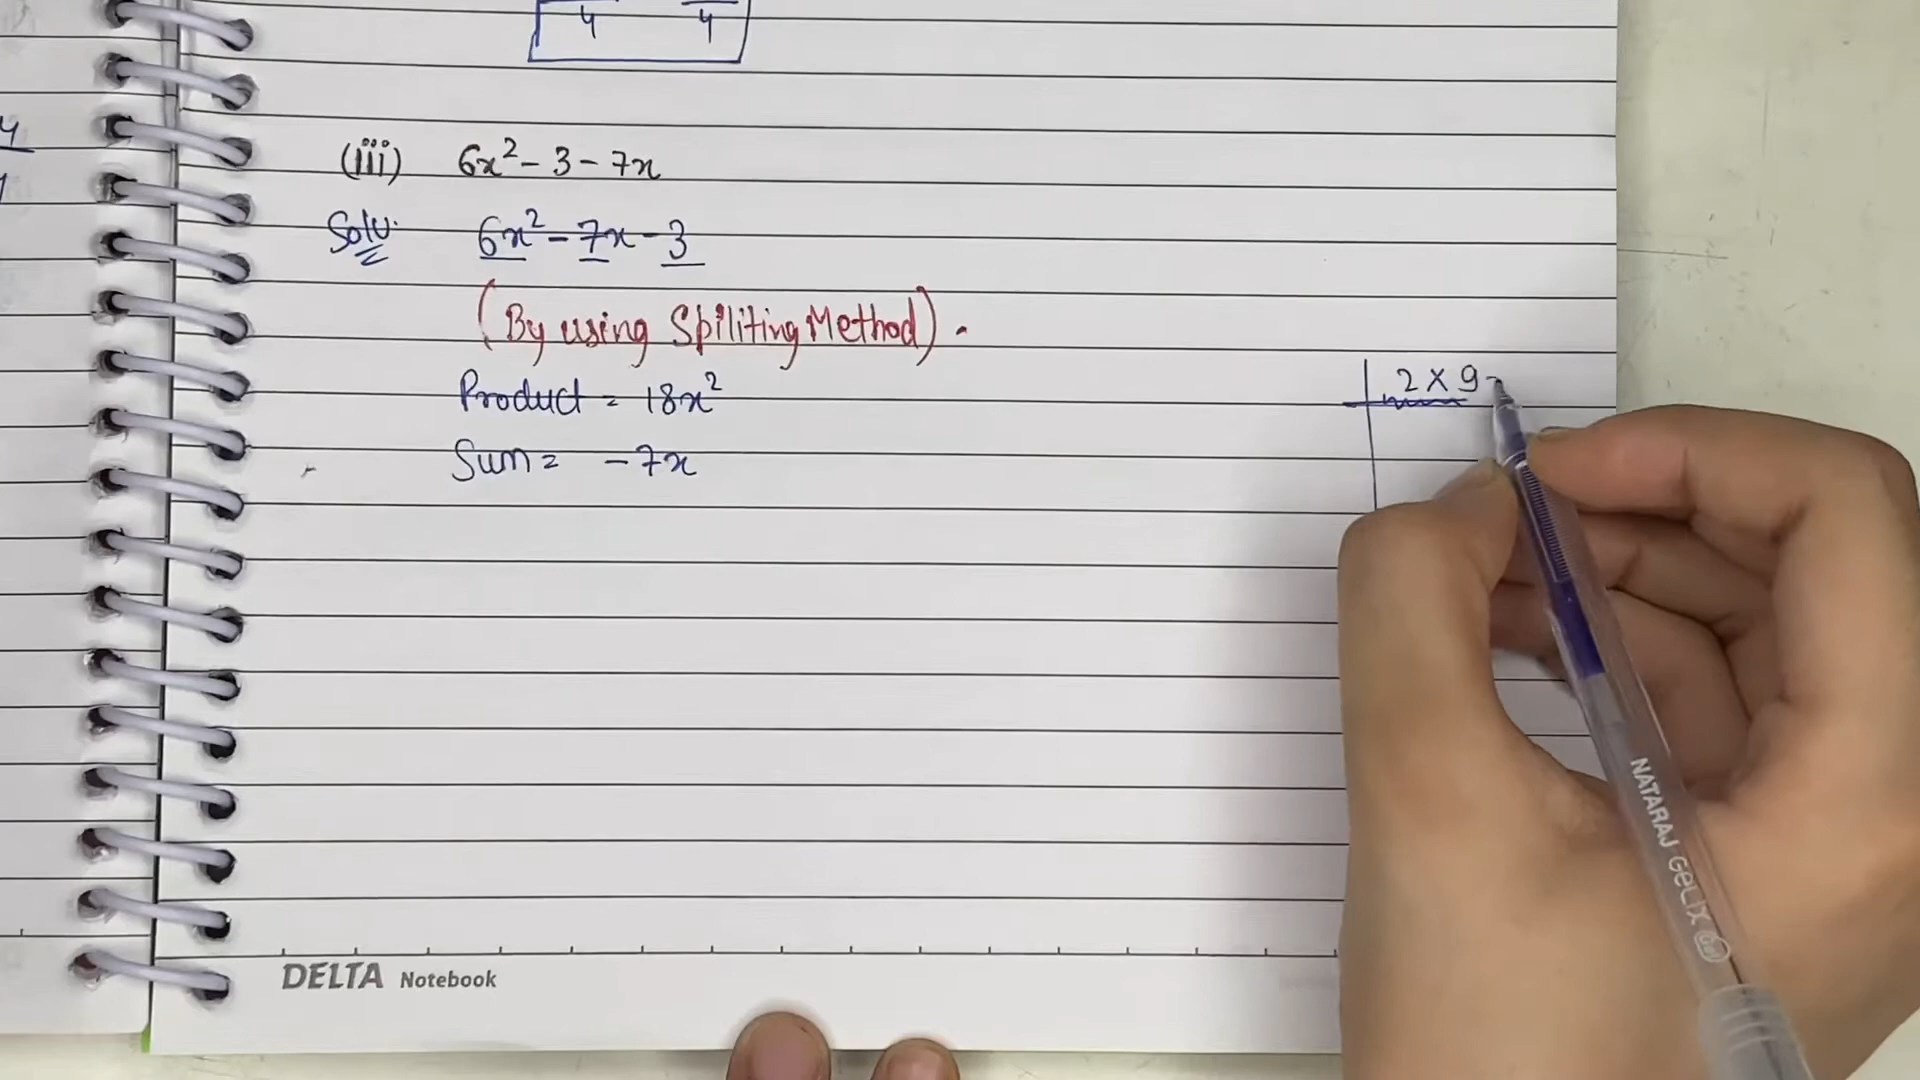 4 4
4
(iii) 6x² - 3 - 7x
Solu. 6x² - 7x - 3
(By using Spiliting Method).
Product = 18x²
2 × 9 =
Sum = - 7x
NATARAJ GELIX
DELTA Notebook